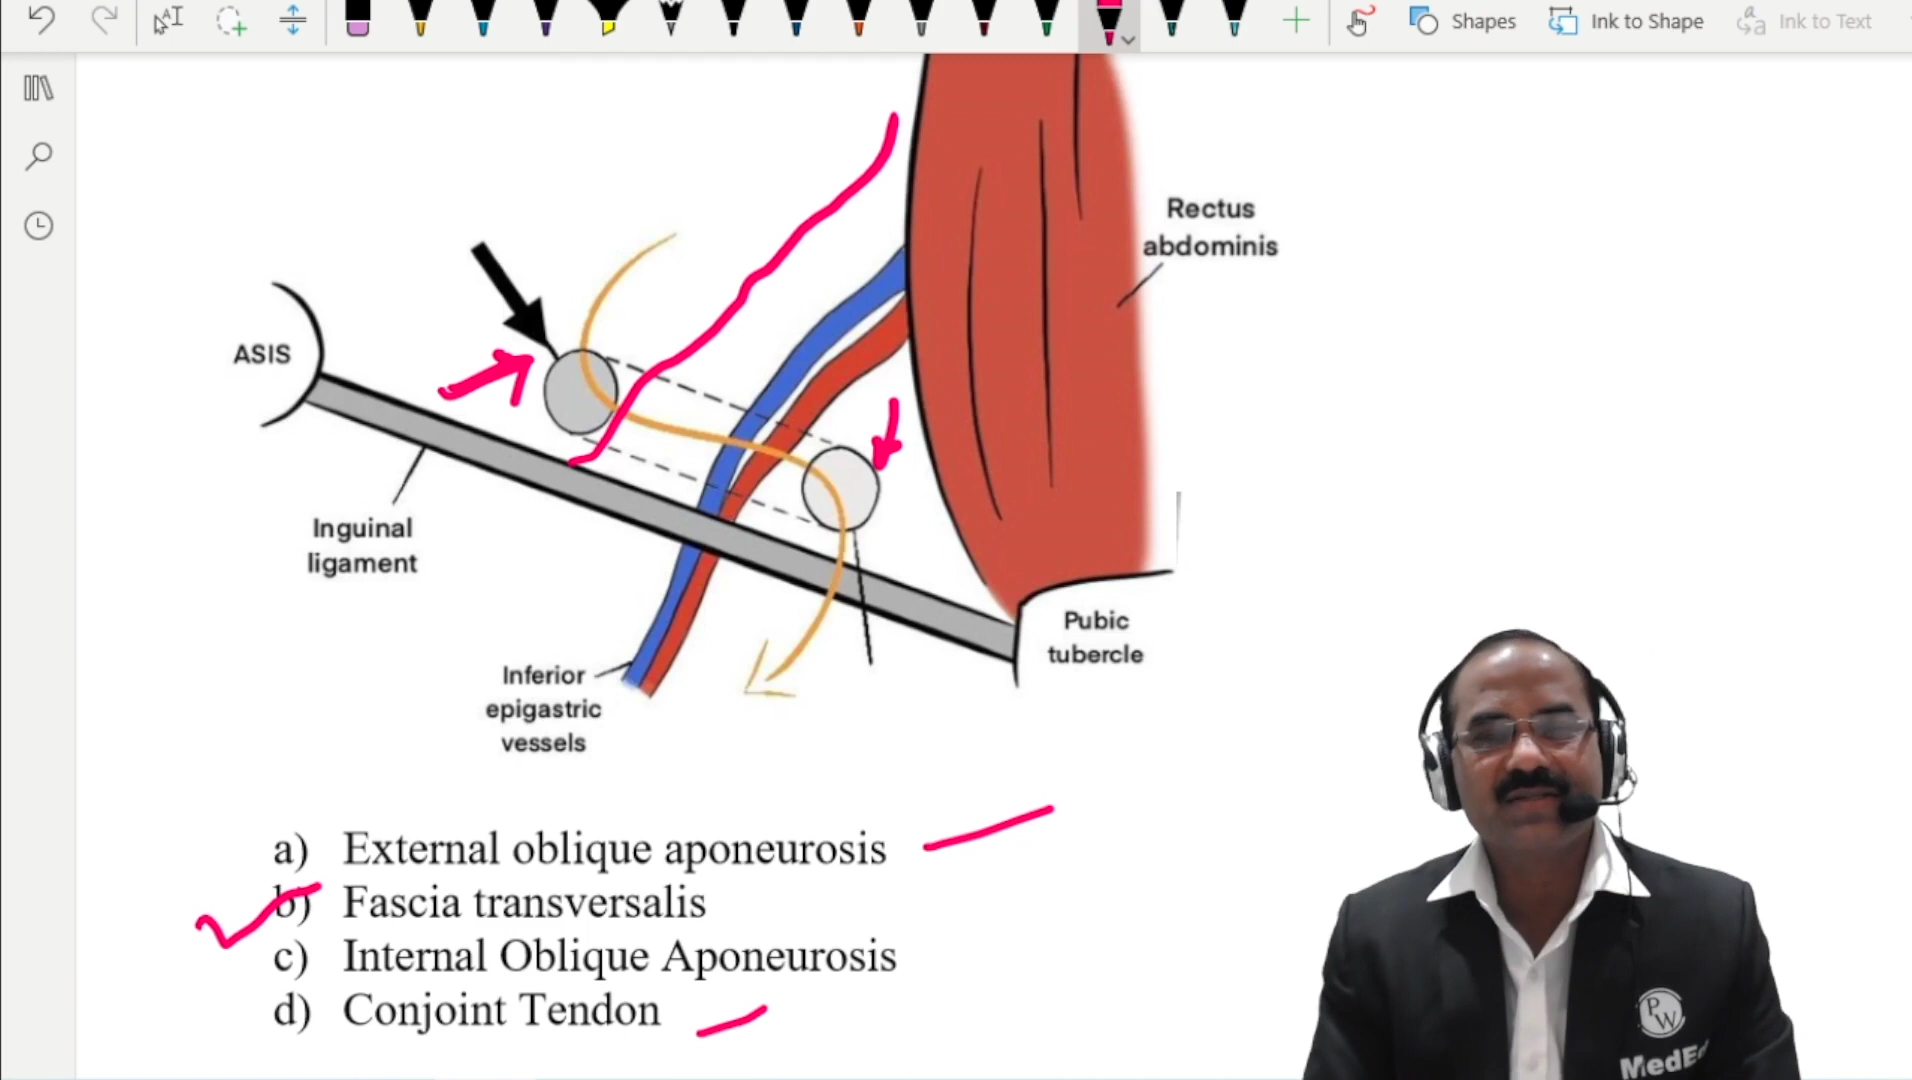 Shapes
Ink to Shape
Ink to Text
Rectus
abdominis
ASIS
Inguinal
ligament
Pubic
tubercle
Inferior
epigastric
vessels
a) External oblique aponeurosis
b) Fascia transversalis
c) Internal Oblique Aponeurosis
d) Conjoint Tendon
PW
MedEd